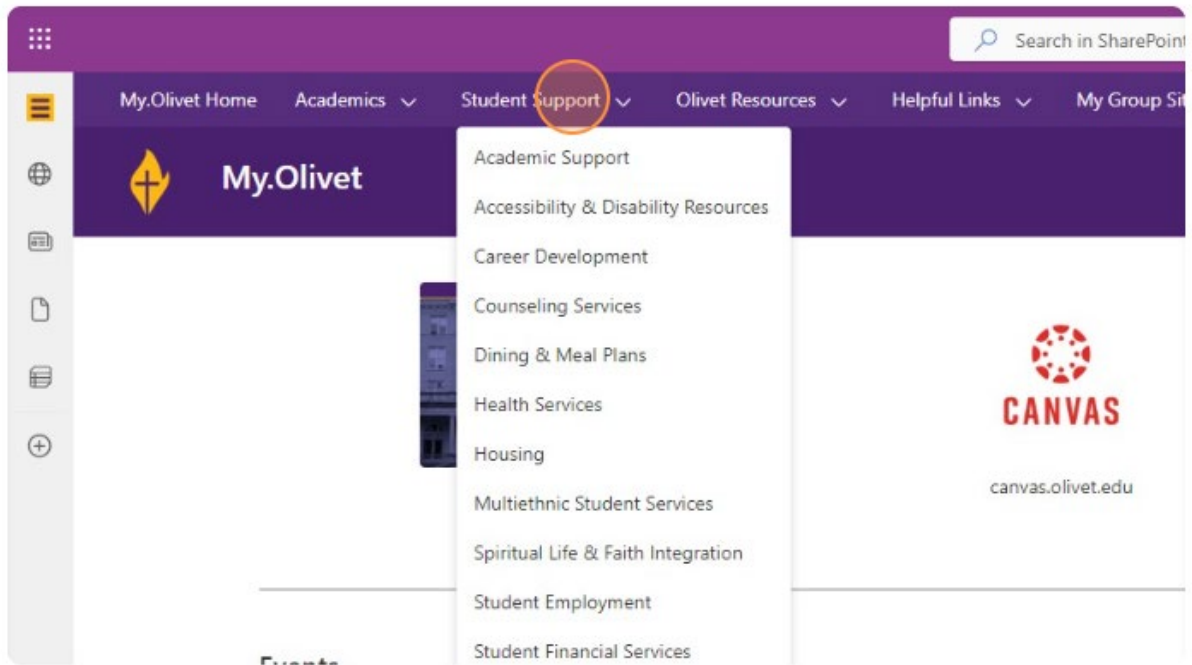 Search in SharePoint
My.Olivet Home Academics Student Support Olivet Resources Helpful Links My Group
My.Olivet
Academic Support
Accessibility & Disability Resources
Career Development
Counseling Services
Dining & Meal Plans
Health Services
Housing
Multiethnic Student Services
Spiritual Life & Faith Integration
Student Employment
Student Financial Services
CANVAS
canvas.olivet.edu
Events